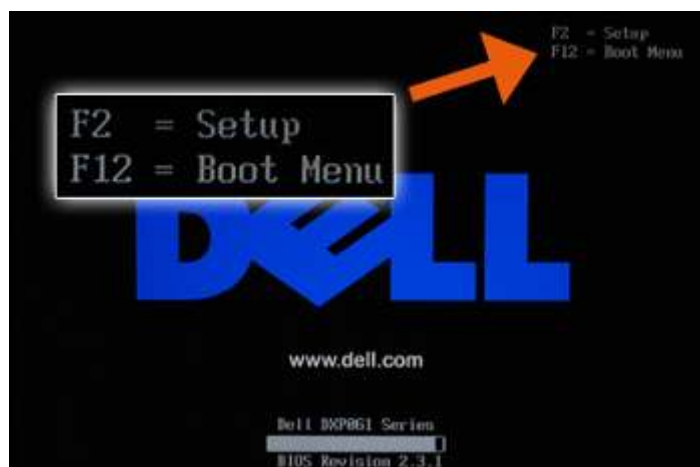 F2 = Setup
F12 = Boot Menu
F2 = Setup
F12 = Boot Menu
DELL
www.dell.com
Dell DXP061 Series
BIOS Revision 2.3.1